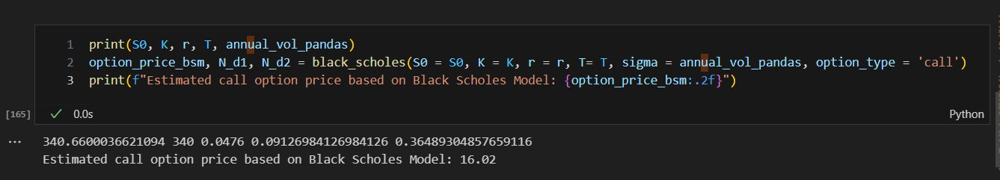 1 print(S0, K, r, T, annual_vol_pandas)
2 option_price_bsm, N_d1, N_d2 = black_scholes(S0 = S0, K = K, r = r, T= T, sigma = annual_vol_pandas, option_type = 'call')
3 print(f"Estimated call option price based on Black Scholes Model: {option_price_bsm:.2f}")
[165] 0.0s Python
340.6600036621094 340 0.0476 0.09126984126984126 0.36489304857659116
Estimated call option price based on Black Scholes Model: 16.02